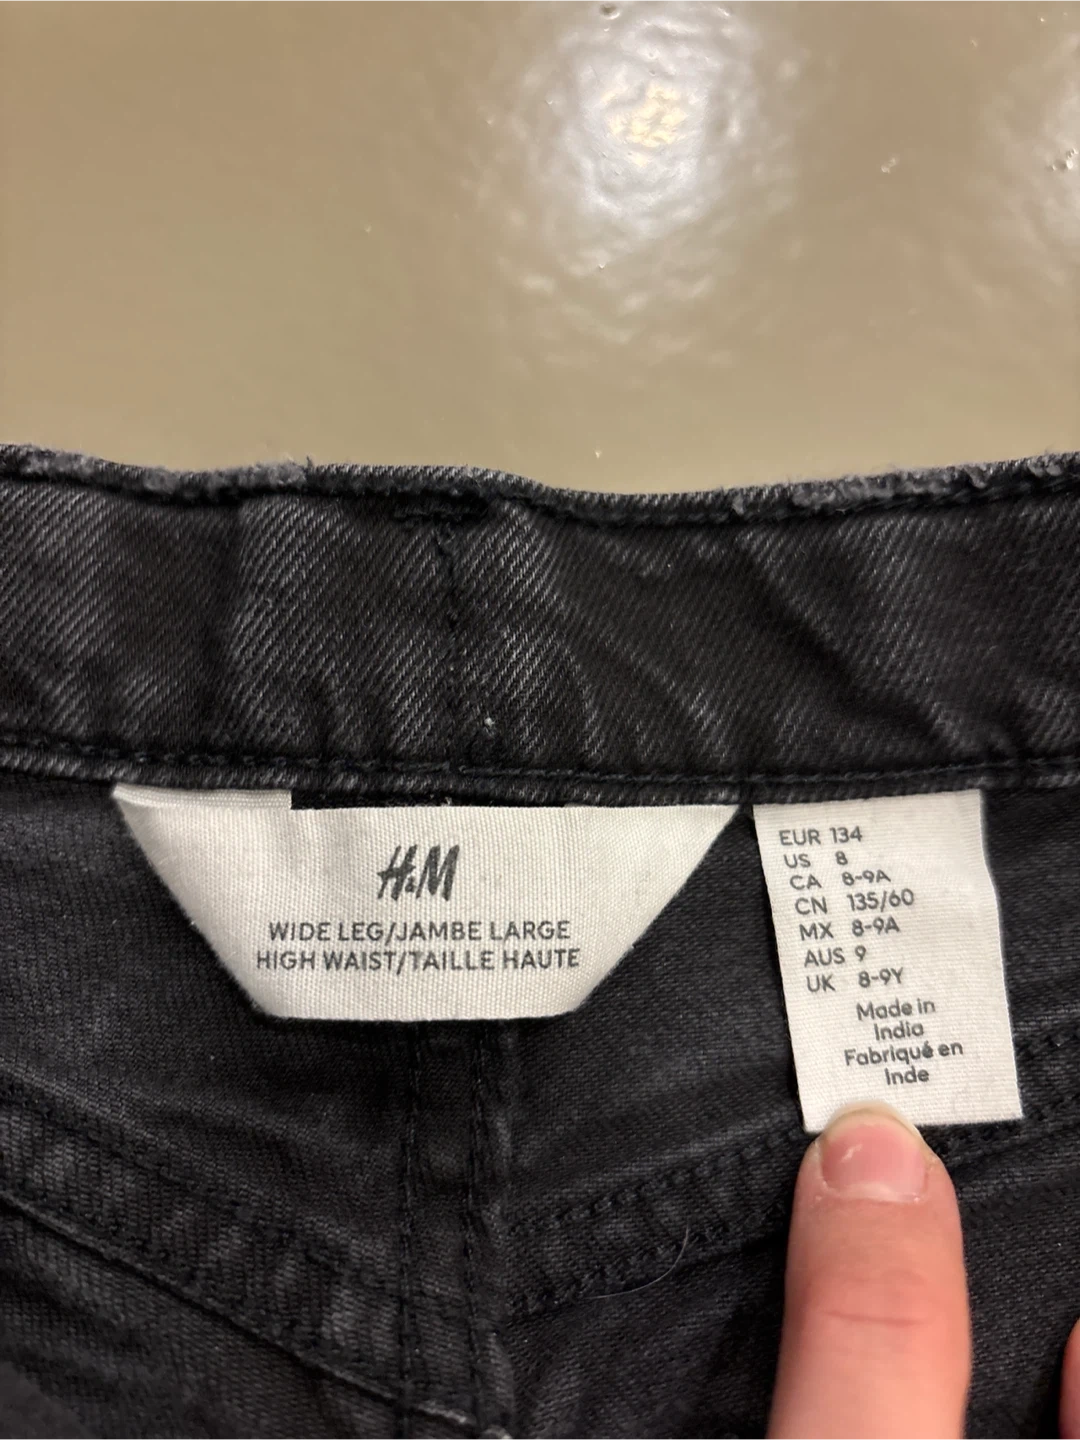 H&M
WIDE LEG/JAMBE LARGE
HIGH WAIST/TAILLE HAUTE
EUR 134
US 8
CA 8-9A
CN 135/60
MX 8-9A
AUS 9
UK 8-9Y
Made in
India
Fabriqué en
Inde